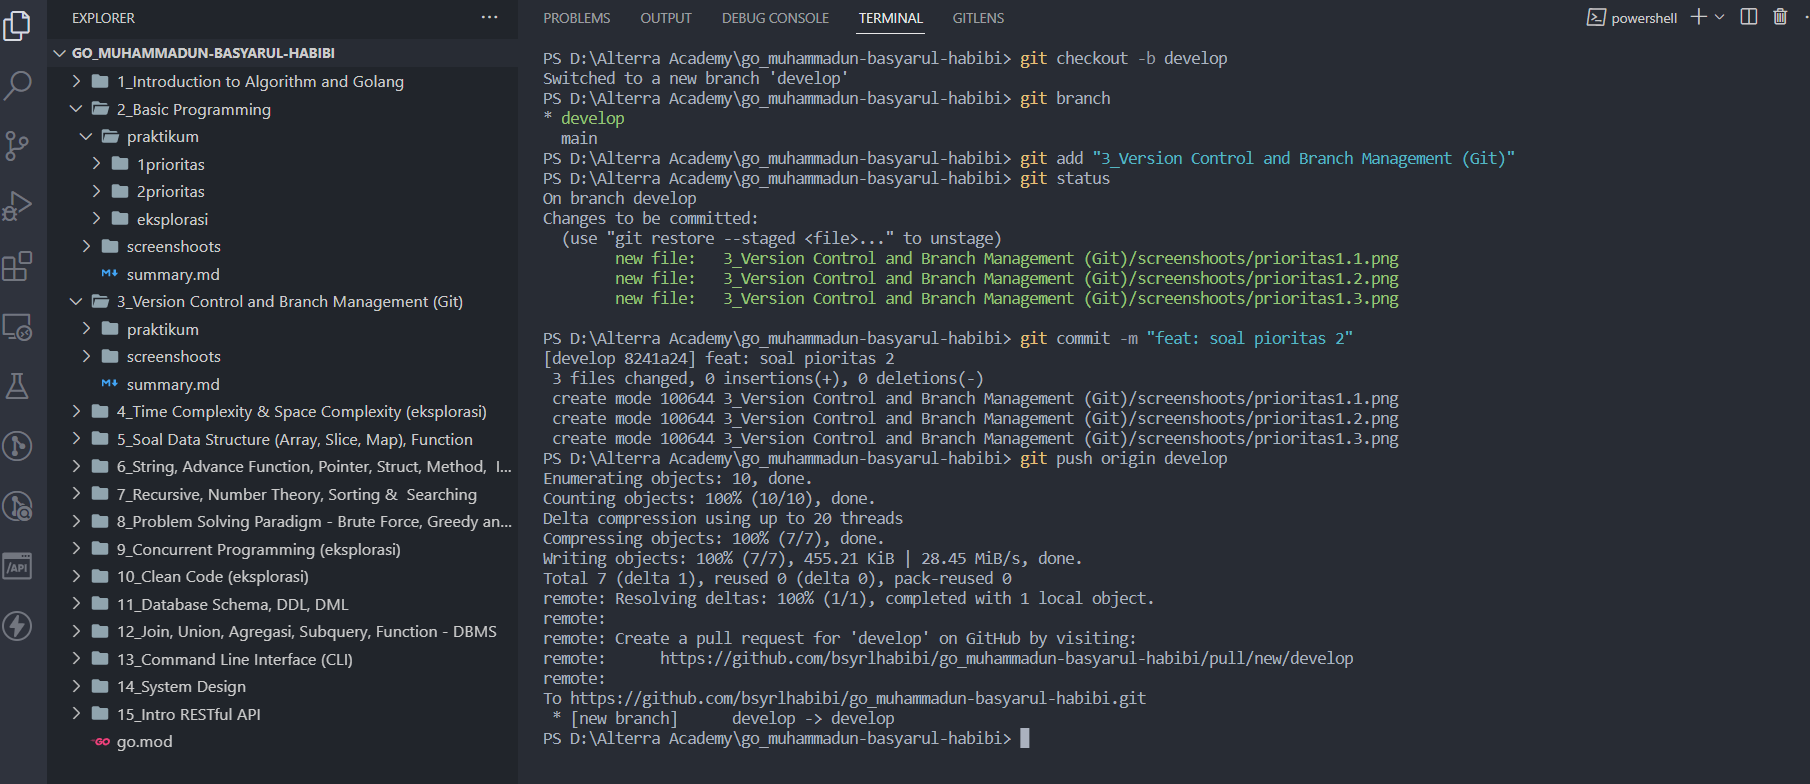 EXPLORER
GO_MUHAMMADUN-BASYARUL-HABIBI
1_Introduction to Algorithm and Golang
2_Basic Programming
praktikum
1prioritas
2prioritas
eksplorasi
screenshoots
summary.md
3_Version Control and Branch Management (Git)
praktikum
screenshoots
summary.md
4_Time Complexity & Space Complexity (eksplorasi)
5_Soal Data Structure (Array, Slice, Map), Function
6_String, Advance Function, Pointer, Struct, Method, I...
7_Recursive, Number Theory, Sorting & Searching
8_Problem Solving Paradigm - Brute Force, Greedy an...
9_Concurrent Programming (eksplorasi)
10_Clean Code (eksplorasi)
11_Database Schema, DDL, DML
12_Join, Union, Agregasi, Subquery, Function - DBMS
13_Command Line Interface (CLI)
14_System Design
15_Intro RESTful API
GO go.mod
/API
PROBLEMS OUTPUT DEBUG CONSOLE TERMINAL GITLENS
powershell
PS D:\Alterra Academy\go_muhammadun-basyarul-habibi> git checkout -b develop
Switched to a new branch 'develop'
PS D:\Alterra Academy\go_muhammadun-basyarul-habibi> git branch
* develop
main
PS D:\Alterra Academy\go_muhammadun-basyarul-habibi> git add "3_Version Control and Branch Management (Git)"
PS D:\Alterra Academy\go_muhammadun-basyarul-habibi> git status
On branch develop
Changes to be committed:
(use "git restore --staged <file>..." to unstage)
new file: 3_Version Control and Branch Management (Git)/screenshoots/prioritas1.1.png
new file: 3_Version Control and Branch Management (Git)/screenshoots/prioritas1.2.png
new file: 3_Version Control and Branch Management (Git)/screenshoots/prioritas1.3.png
PS D:\Alterra Academy\go_muhammadun-basyarul-habibi> git commit -m "feat: soal pioritas 2"
[develop 8241a24] feat: soal pioritas 2
3 files changed, 0 insertions(+), 0 deletions(-)
create mode 100644 3_Version Control and Branch Management (Git)/screenshoots/prioritas1.1.png
create mode 100644 3_Version Control and Branch Management (Git)/screenshoots/prioritas1.2.png
create mode 100644 3_Version Control and Branch Management (Git)/screenshoots/prioritas1.3.png
PS D:\Alterra Academy\go_muhammadun-basyarul-habibi> git push origin develop
Enumerating objects: 10, done.
Counting objects: 100% (10/10), done.
Delta compression using up to 20 threads
Compressing objects: 100% (7/7), done.
Writing objects: 100% (7/7), 455.21 KiB | 28.45 MiB/s, done.
Total 7 (delta 1), reused 0 (delta 0), pack-reused 0
remote: Resolving deltas: 100% (1/1), completed with 1 local object.
remote:
remote: Create a pull request for 'develop' on GitHub by visiting:
remote: https://github.com/bsyrlhabibi/go_muhammadun-basyarul-habibi/pull/new/develop
remote:
To https://github.com/bsyrlhabibi/go_muhammadun-basyarul-habibi.git
* [new branch] develop -> develop
PS D:\Alterra Academy\go_muhammadun-basyarul-habibi>